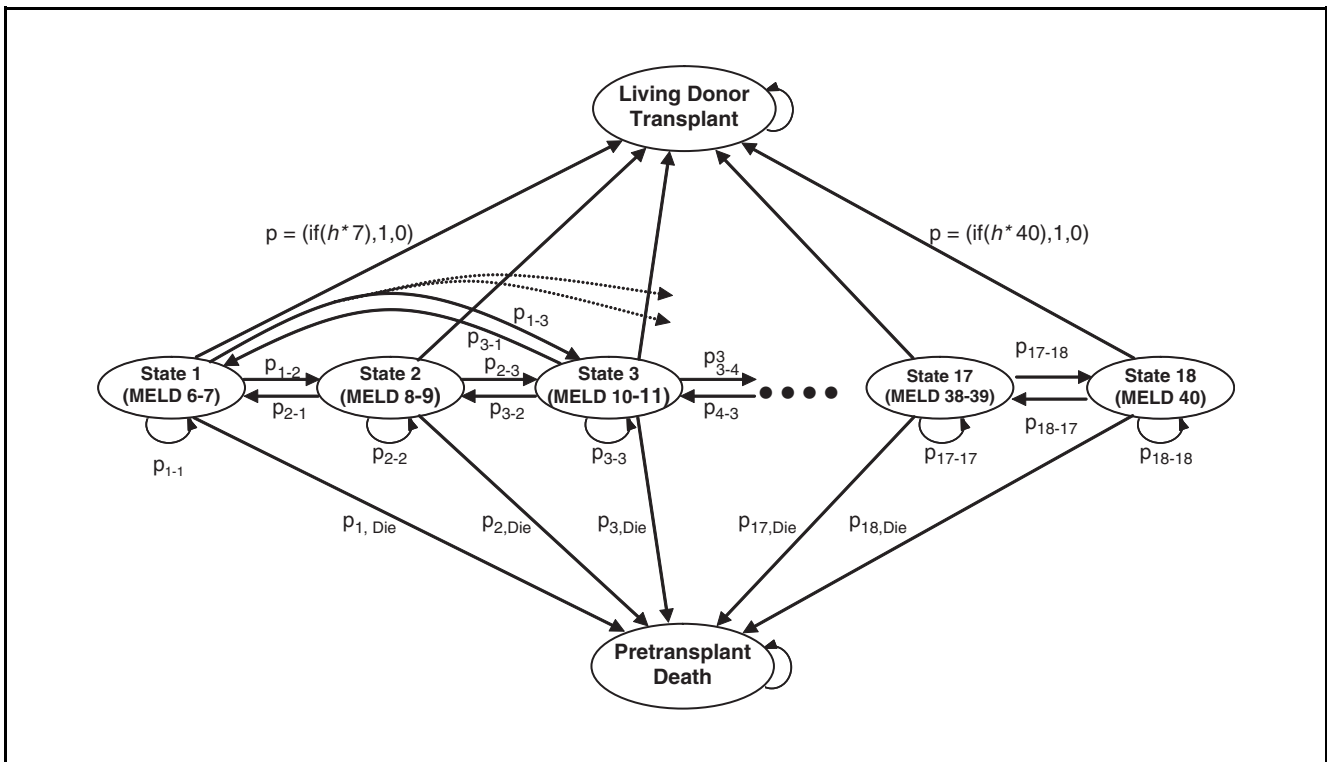 Living Donor
Transplant
p = (if(h* 7),1,0)
p = (if(h* 40),1,0)
p1-3
p3-1
State 1
(MELD 6-7)
p1-2
p2-1
State 2
(MELD 8-9)
p2-3
p3-2
State 3
(MELD 10-11)
p3
3-4
p4-3
State 17
(MELD 38-39)
p17-18
p18-17
State 18
(MELD 40)
p1-1
p2-2
p3-3
p17-17
p18-18
p1, Die
p2,Die
p3,Die
p17,Die
p18,Die
Pretransplant
Death